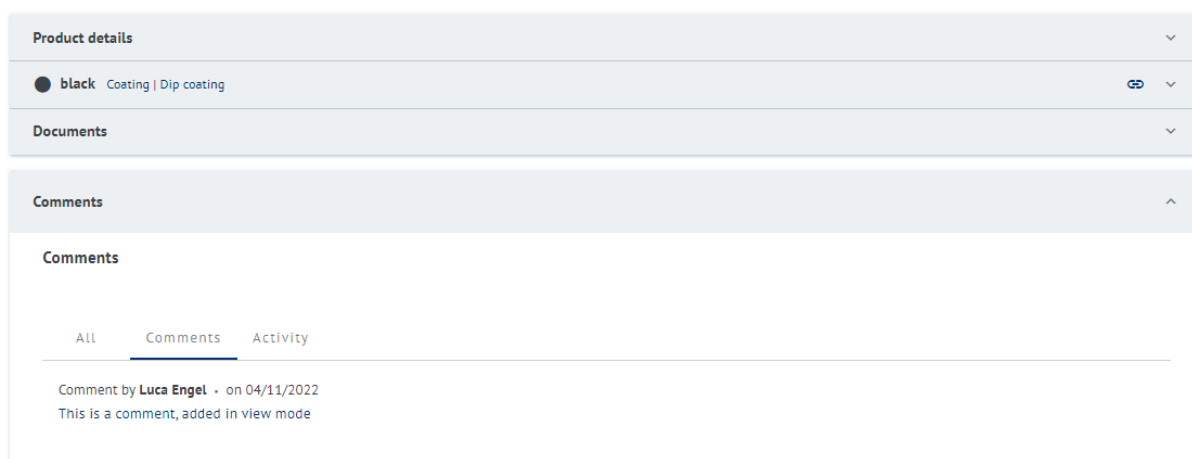 Product details
black Coating | Dip coating
Documents
Comments
Comments
All Comments Activity
Comment by Luca Engel • on 04/11/2022
This is a comment, added in view mode